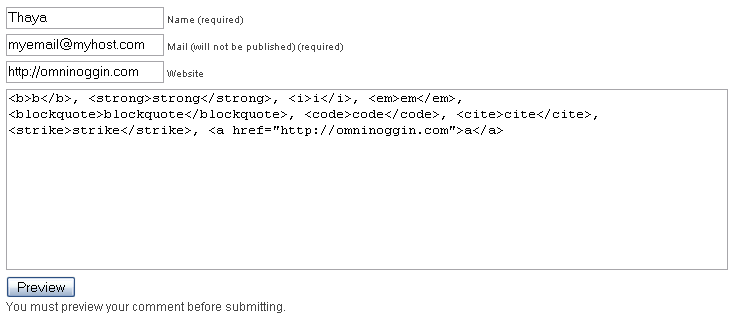 Thaya Name (required)
myemail@myhost.com Mail (will not be published) (required)
http://omninoggin.com Website
<b>b</b>, <strong>strong</strong>, <i>i</i>, <em>em</em>,
<blockquote>blockquote</blockquote>, <code>code</code>, <cite>cite</cite>,
<strike>strike</strike>, <a href="http://omninoggin.com">a</a>
Preview
You must preview your comment before submitting.